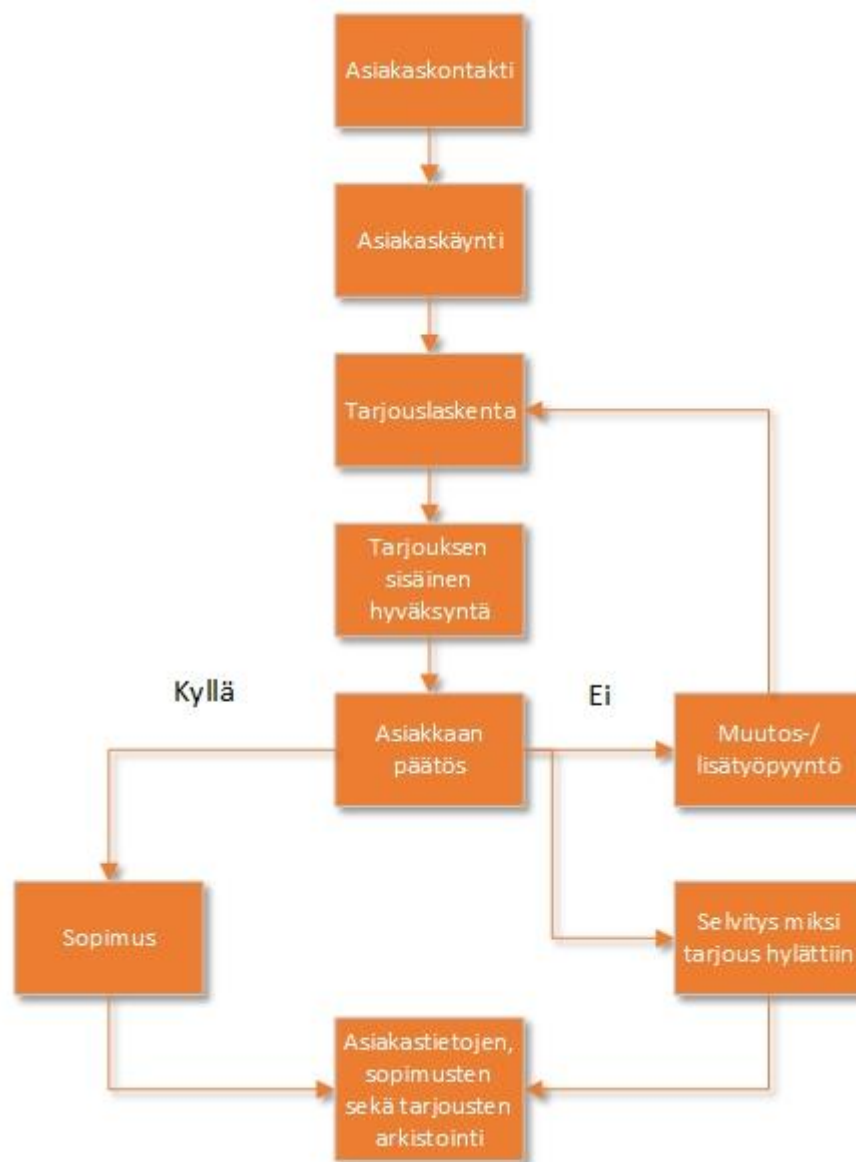 Asiakaskontakti
Asiakaskäynti
Tarjouslaskenta
Tarjouksen
sisäinen
hyväksyntä
Kyllä
Ei
Asiakkaan
päätös
Muutos-/
lisätyöpyyntö
Sopimus
Selvitys miksi
tarjous hylättiin
Asiakastietojen,
sopimusten
sekä tarjousten
arkistointi